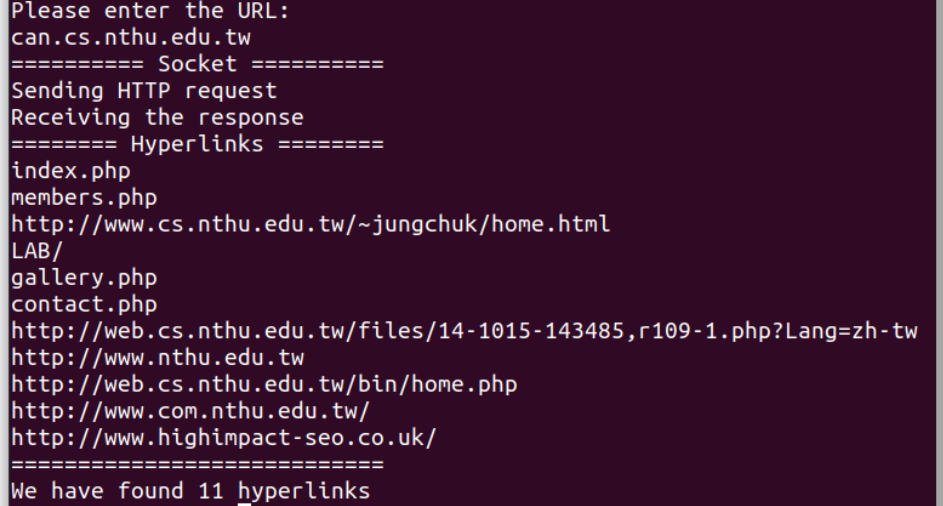 Please enter the URL:
can.cs.nthu.edu.tw
========== Socket ==========
Sending HTTP request
Receiving the response
======== Hyperlinks ========
index.php
members.php
http://www.cs.nthu.edu.tw/~jungchuk/home.html
LAB/
gallery.php
contact.php
http://web.cs.nthu.edu.tw/files/14-1015-143485,r109-1.php?Lang=zh-tw
http://www.nthu.edu.tw
http://web.cs.nthu.edu.tw/bin/home.php
http://www.com.nthu.edu.tw/
http://www.highimpact-seo.co.uk/
============================
We have found 11 hyperlinks